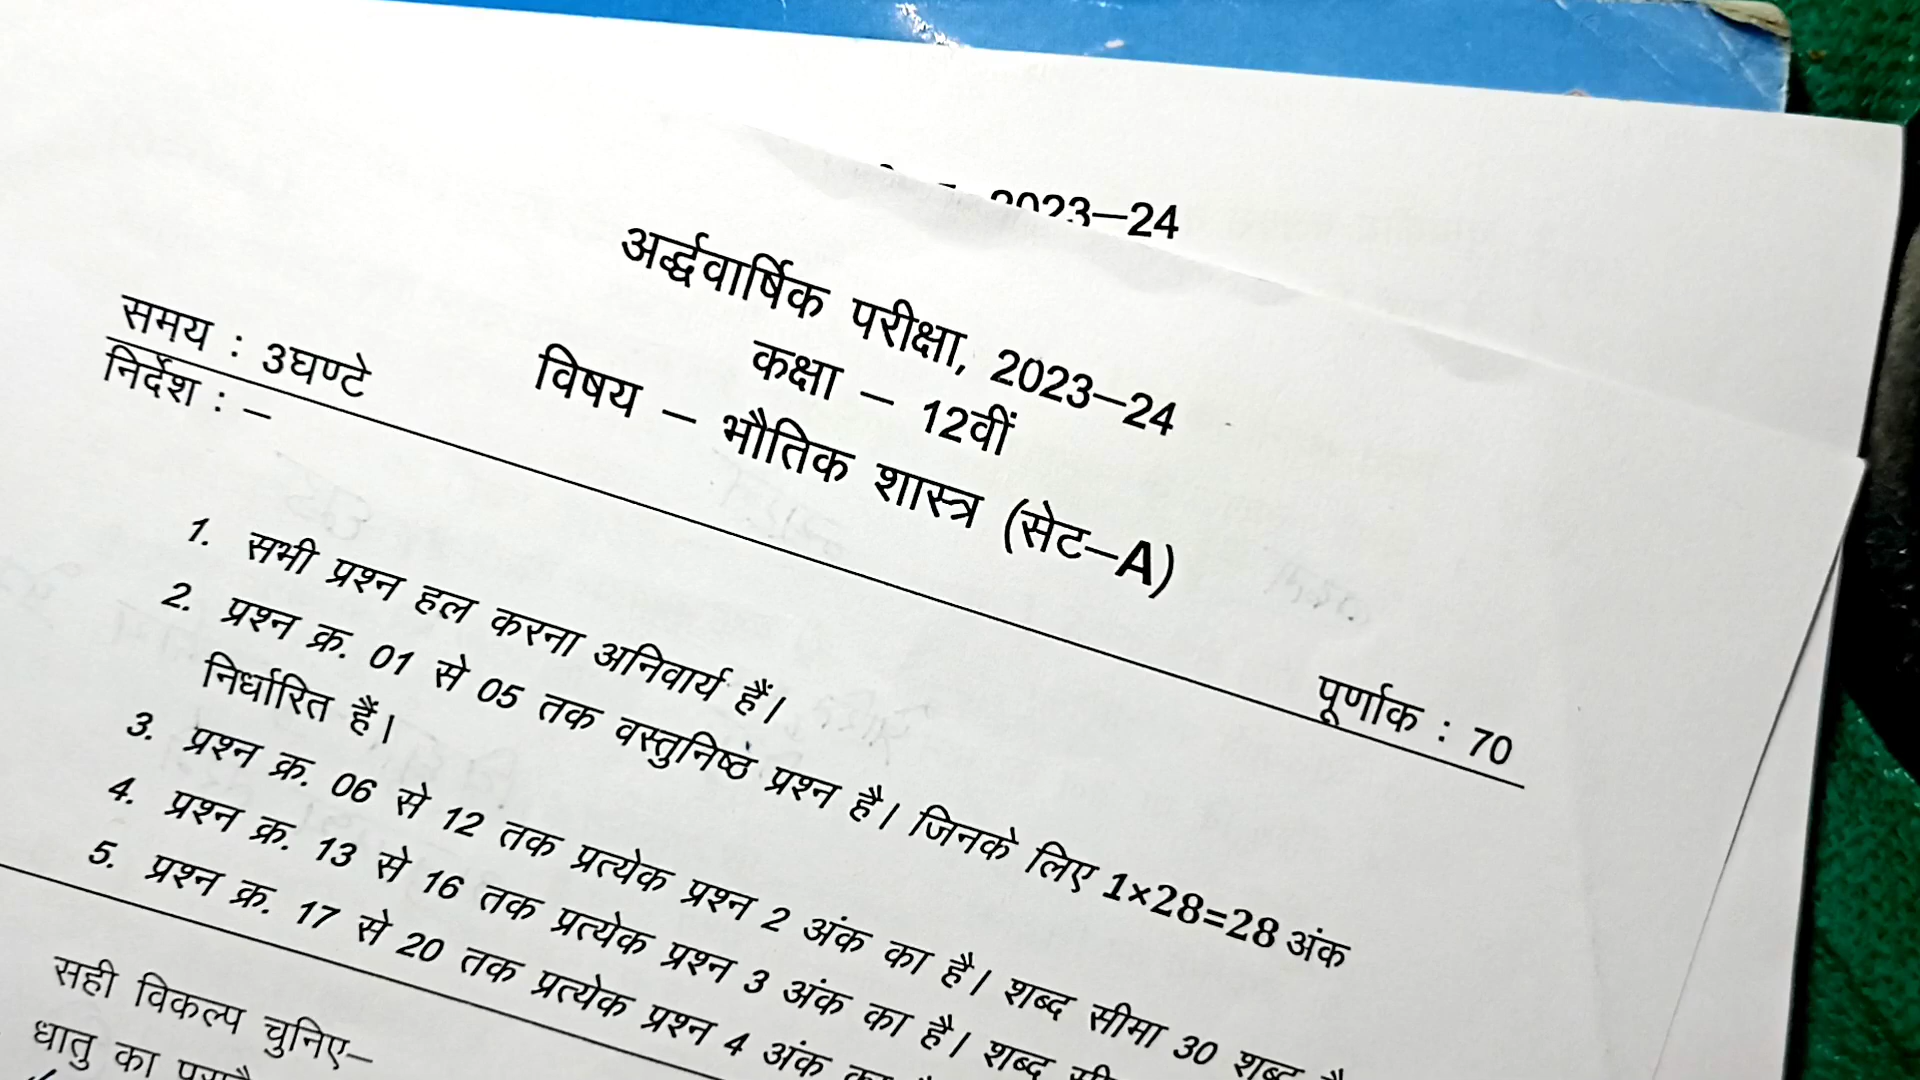 2023–24
अर्द्धवार्षिक परीक्षा, 2023–24
कक्षा – 12वीं
समय : 3घण्टे विषय – भौतिक शास्त्र (सेट–A) पूर्णाक : 70
निर्देश : –
1. सभी प्रश्न हल करना अनिवार्य हैं।
2. प्रश्न क्र. 01 से 05 तक वस्तुनिष्ठ प्रश्न है। जिनके लिए 1×28=28 अंक
निर्धारित हैं।
3. प्रश्न क्र. 06 से 12 तक प्रत्येक प्रश्न 2 अंक का है। शब्द सीमा 30 शब्द
4. प्रश्न क्र. 13 से 16 तक प्रत्येक प्रश्न 3 अंक का है। शब्द
5. प्रश्न क्र. 17 से 20 तक प्रत्येक प्रश्न 4 अंक
सही विकल्प चुनिए–
धातु का